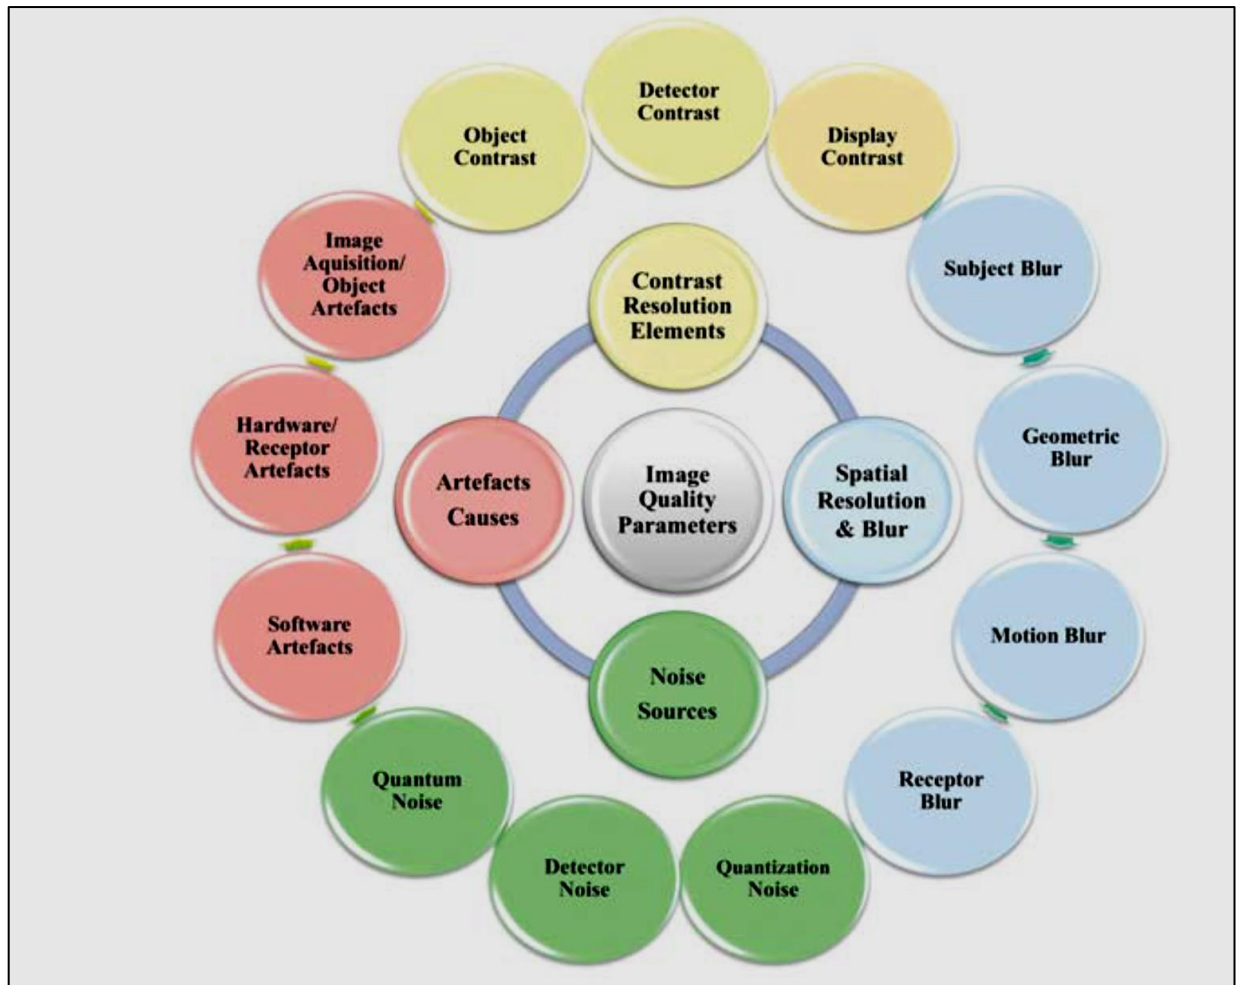 Detector
Contrast
Object
Contrast
Display
Contrast
Image
Aquisition/
Object
Artefacts
Subject Blur
Contrast
Resolution
Elements
Hardware/
Receptor
Artefacts
Geometric
Blur
Artefacts
Causes
Image
Quality
Parameters
Spatial
Resolution
& Blur
Software
Artefacts
Motion Blur
Noise
Sources
Quantum
Noise
Receptor
Blur
Detector
Noise
Quantization
Noise